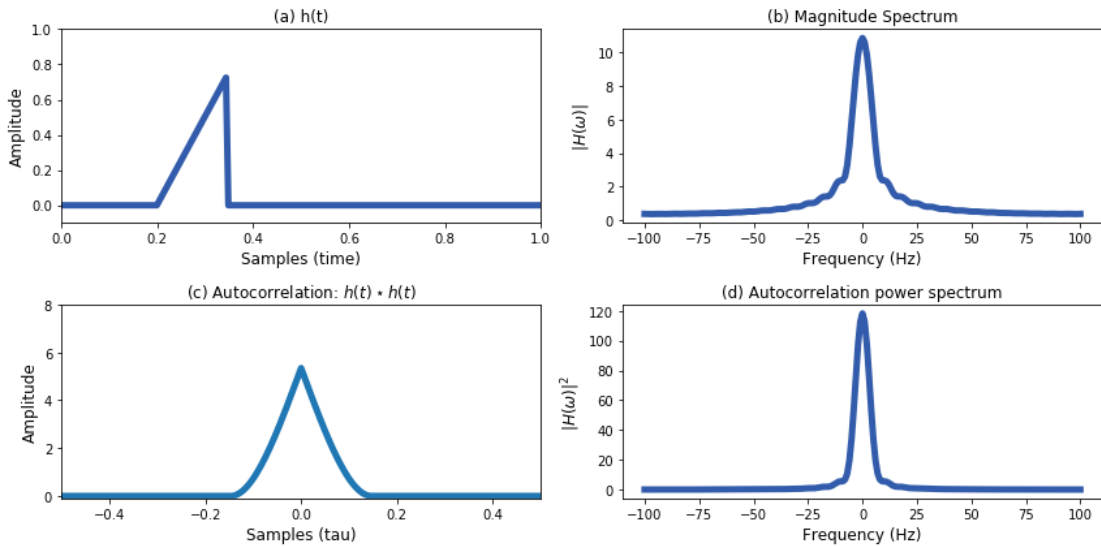 (a) h(t)
Amplitude
1.0
0.8
0.6
0.4
0.2
0.0
0.0 0.2 0.4 0.6 0.8 1.0
Samples (time)
(b) Magnitude Spectrum
|H(ω)|
10
8
6
4
2
0
−100 −75 −50 −25 0 25 50 75 100
Frequency (Hz)
(c) Autocorrelation: h(t) ⋆ h(t)
Amplitude
8
6
4
2
0
−0.4 −0.2 0.0 0.2 0.4
Samples (tau)
(d) Autocorrelation power spectrum
|H(ω)|²
120
100
80
60
40
20
0
−100 −75 −50 −25 0 25 50 75 100
Frequency (Hz)